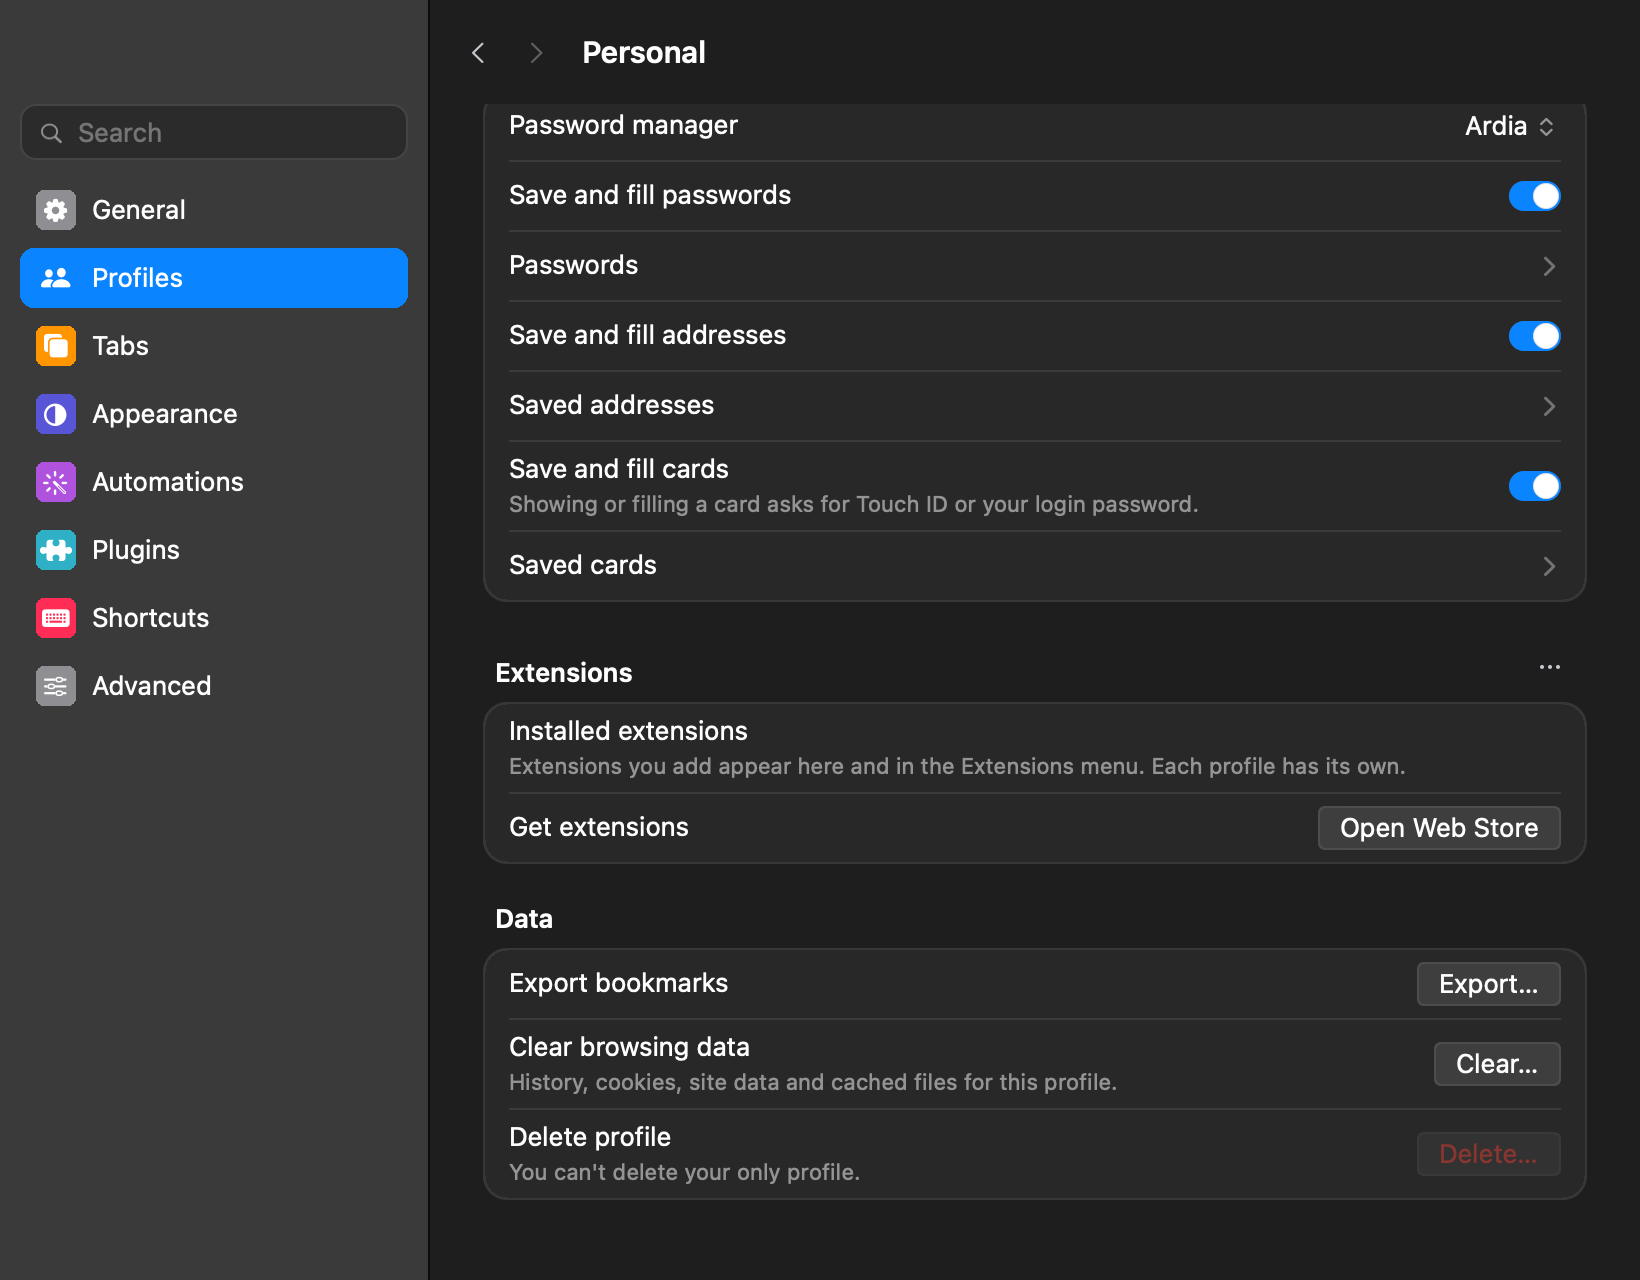 Personal
Search
General
Profiles
Tabs
Appearance
Automations
Plugins
Shortcuts
Advanced
Password manager
Ardia
Save and fill passwords
Passwords
Save and fill addresses
Saved addresses
Save and fill cards
Showing or filling a card asks for Touch ID or your login password.
Saved cards
Extensions
Installed extensions
Extensions you add appear here and in the Extensions menu. Each profile has its own.
Get extensions
Open Web Store
Data
Export bookmarks
Export...
Clear browsing data
History, cookies, site data and cached files for this profile.
Clear...
Delete profile
You can't delete your only profile.
Delete...